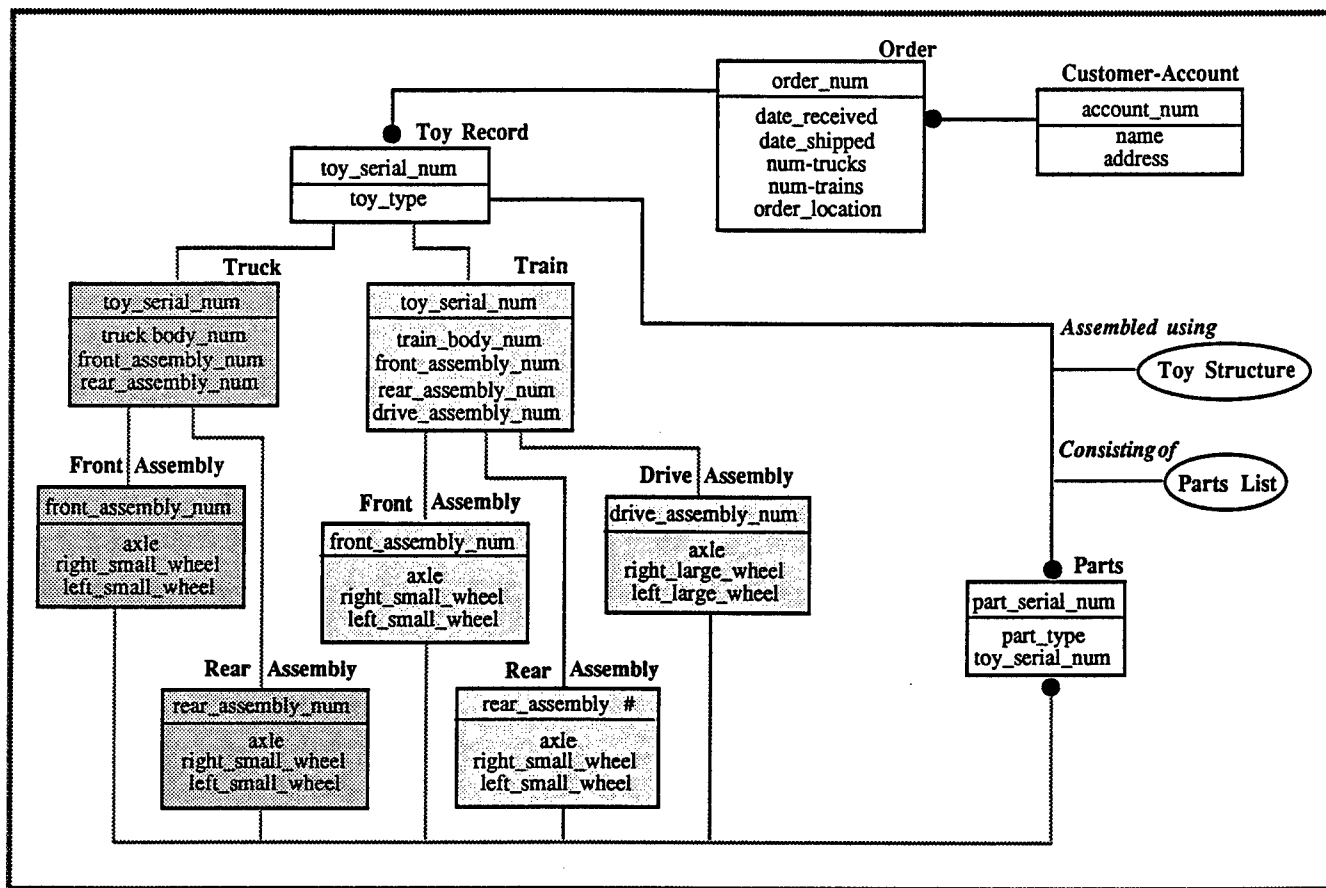 Order
order_num
date_received
date_shipped
num-trucks
num-trains
order_location
Customer-Account
account_num
name
address
Toy Record
toy_serial_num
toy_type
Truck
toy_serial_num
truck body_num
front_assembly_num
rear_assembly_num
Train
toy_serial_num
train_body_num
front_assembly_num
rear_assembly_num
drive_assembly_num
Assembled using
Toy Structure
Consisting of
Parts List
Front Assembly
front_assembly_num
axle
right_small_wheel
left_small_wheel
Front Assembly
front_assembly_num
axle
right_small_wheel
left_small_wheel
Drive Assembly
drive_assembly_num
axle
right_large_wheel
left_large_wheel
Parts
part_serial_num
part_type
toy_serial_num
Rear Assembly
rear_assembly_num
axle
right_small_wheel
left_small_wheel
Rear Assembly
rear_assembly #
axle
right_small_wheel
left_small_wheel